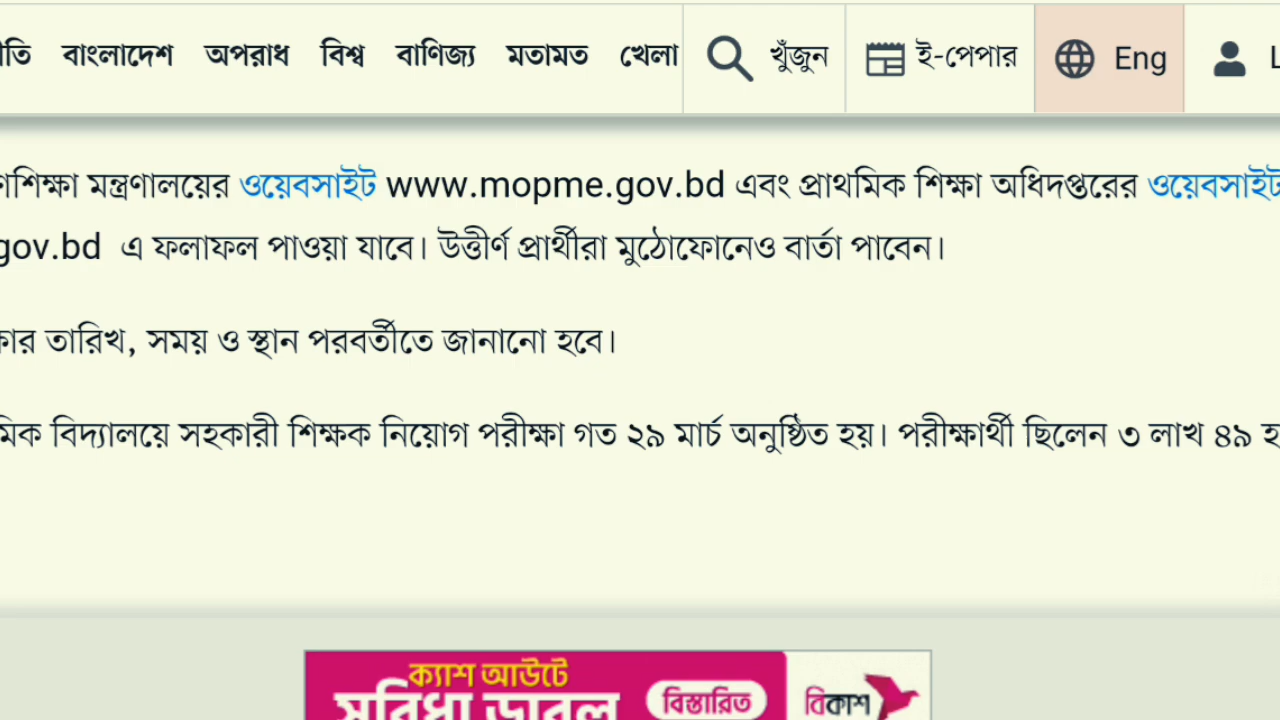 বাংলাদেশ অপরাধ বিশ্ব বাণিজ্য মতামত খেলা খুঁজুন ই-পেপার Eng
মন্ত্রণালয়ের ওয়েবসাইট www.mopme.gov.bd এবং প্রাথমিক শিক্ষা অধিদপ্তরের ওয়েবসাইট
gov.bd এ ফলাফল পাওয়া যাবে। উত্তীর্ণ প্রার্থীরা মুঠোফোনেও বার্তা পাবেন।
তারিখ, সময় ও স্থান পরবর্তীতে জানানো হবে।
বিদ্যালয়ে সহকারী শিক্ষক নিয়োগ পরীক্ষা গত ২৯ মার্চ অনুষ্ঠিত হয়। পরীক্ষার্থী ছিলেন ৩ লাখ ৪৯
ক্যাশ আউটে
সুবিধা ডাবল বিস্তারিত বিকাশ